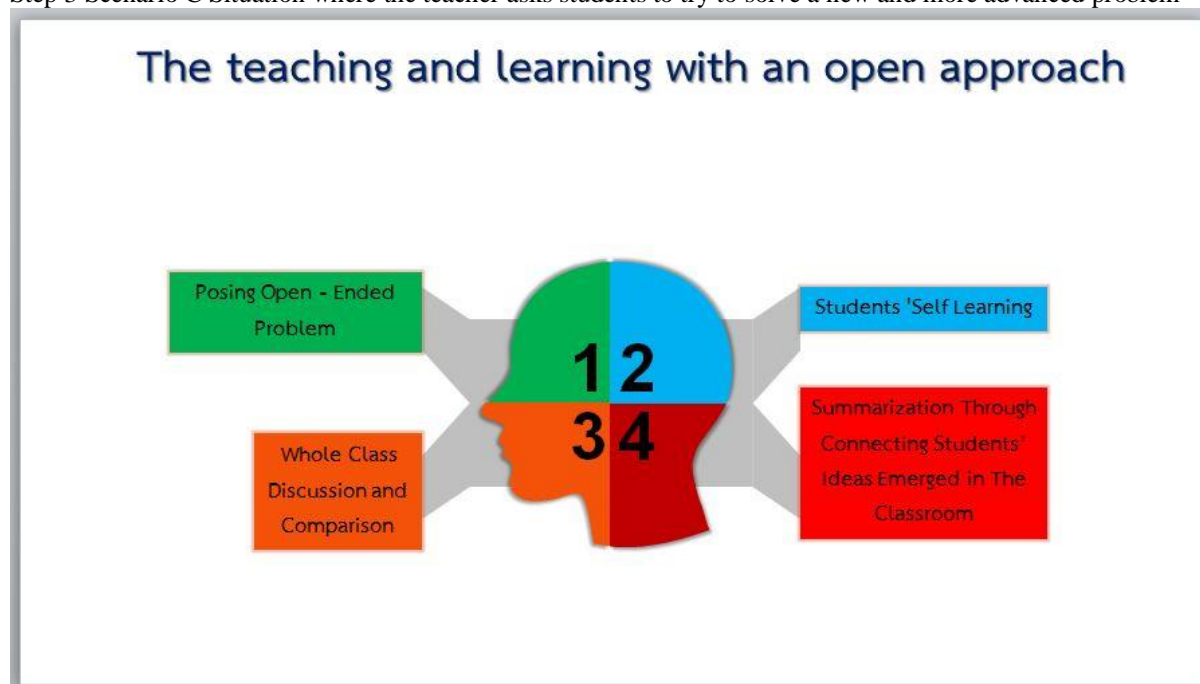 Step 3 Scenario C Situation where the teacher asks students to try to solve a new and more advanced problem
The teaching and learning with an open approach
Posing Open - Ended
Problem
1
2
Students 'Self Learning
Whole Class
Discussion and
Comparison
3
4
Summarization Through
Connecting Students'
Ideas Emerged in The
Classroom